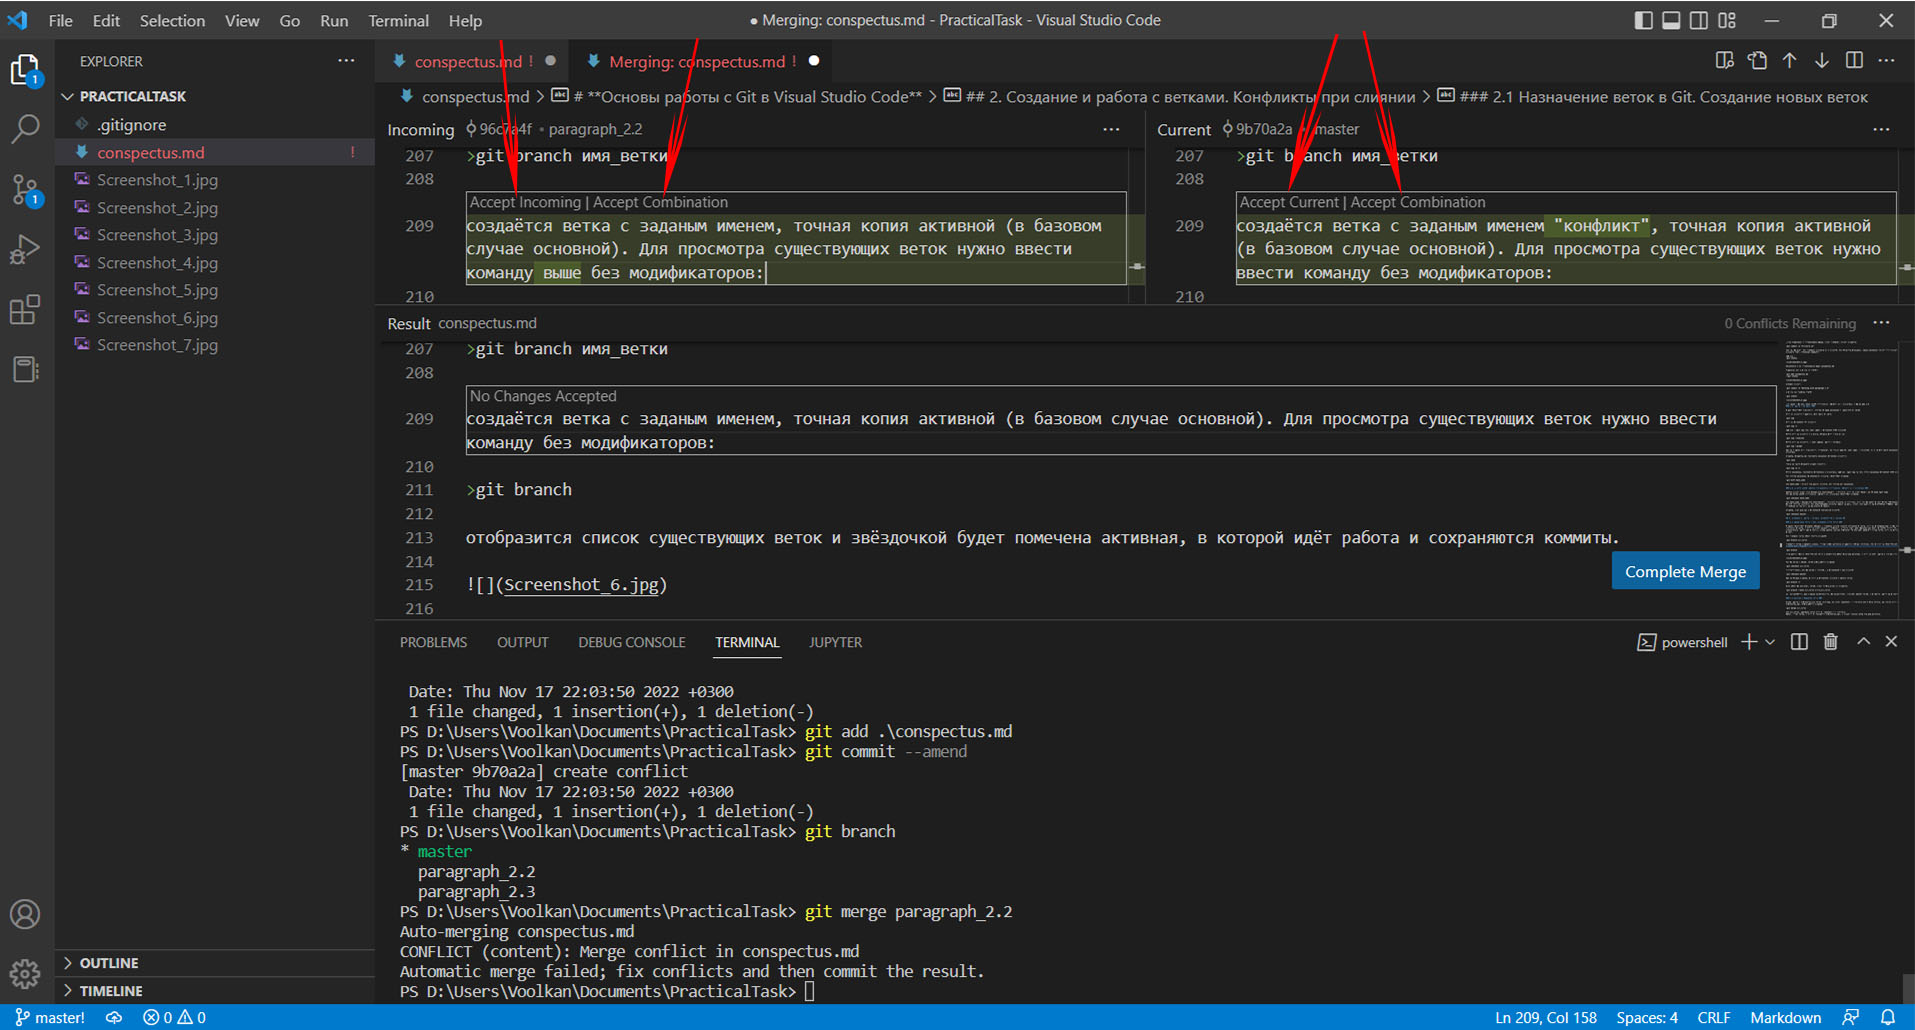 File Edit Selection View Go Run Terminal Help
● Merging: conspectus.md - PracticalTask - Visual Studio Code
EXPLORER
PRACTICALTASK
.gitignore
conspectus.md !
Screenshot_1.jpg
Screenshot_2.jpg
Screenshot_3.jpg
Screenshot_4.jpg
Screenshot_5.jpg
Screenshot_6.jpg
Screenshot_7.jpg
OUTLINE
TIMELINE
1
1
conspectus.md !
Merging: conspectus.md !
conspectus.md > # **Основы работы с Git в Visual Studio Code** > ## 2. Создание и работа с ветками. Конфликты при слиянии > ### 2.1 Назначение веток в Git. Создание новых веток
Incoming 96c7a4f • paragraph_2.2
207 >git branch имя_ветки
208
Accept Incoming | Accept Combination
209 создаётся ветка с заданым именем, точная копия активной (в базовом
случае основной). Для просмотра существующих веток нужно ввести
команду выше без модификаторов:
210
Current 9b70a2a • master
207 >git branch имя_ветки
208
Accept Current | Accept Combination
209 создаётся ветка с заданым именем "конфликт", точная копия активной
(в базовом случае основной). Для просмотра существующих веток нужно
ввести команду без модификаторов:
210
Result conspectus.md
0 Conflicts Remaining
207 >git branch имя_ветки
208
No Changes Accepted
209 создаётся ветка с заданым именем, точная копия активной (в базовом случае основной). Для просмотра существующих веток нужно ввести
команду без модификаторов:
210
211 >git branch
212
213 отобразится список существующих веток и звёздочкой будет помечена активная, в которой идёт работа и сохраняются коммиты.
214
215 ![](Screenshot_6.jpg)
216
Complete Merge
PROBLEMS OUTPUT DEBUG CONSOLE TERMINAL JUPYTER
powershell
Date: Thu Nov 17 22:03:50 2022 +0300
1 file changed, 1 insertion(+), 1 deletion(-)
PS D:\Users\Voolkan\Documents\PracticalTask> git add .\conspectus.md
PS D:\Users\Voolkan\Documents\PracticalTask> git commit --amend
[master 9b70a2a] create conflict
Date: Thu Nov 17 22:03:50 2022 +0300
1 file changed, 1 insertion(+), 1 deletion(-)
PS D:\Users\Voolkan\Documents\PracticalTask> git branch
* master
paragraph_2.2
paragraph_2.3
PS D:\Users\Voolkan\Documents\PracticalTask> git merge paragraph_2.2
Auto-merging conspectus.md
CONFLICT (content): Merge conflict in conspectus.md
Automatic merge failed; fix conflicts and then commit the result.
PS D:\Users\Voolkan\Documents\PracticalTask>
master! 0 0
Ln 209, Col 158 Spaces: 4 CRLF Markdown